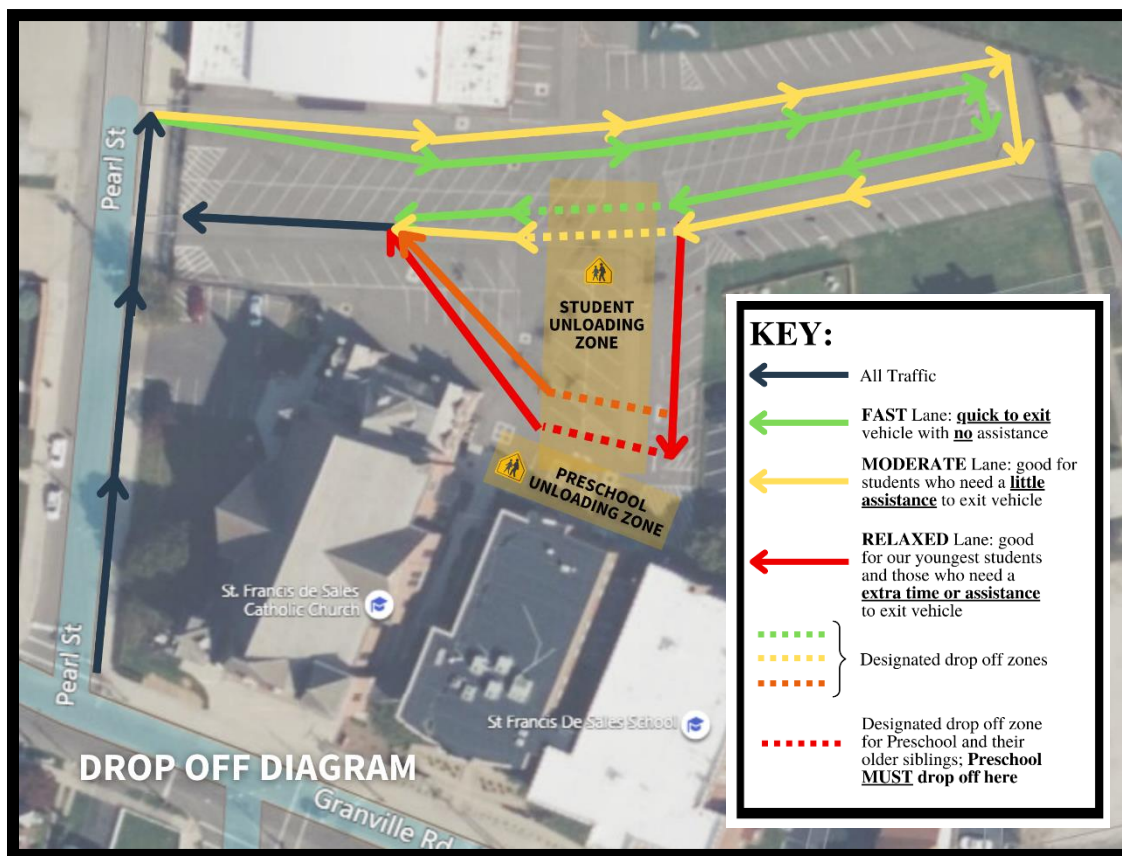 Pearl St
STUDENT
UNLOADING
ZONE
PRESCHOOL
UNLOADING ZONE
St. Francis de Sales
Catholic Church
St Francis De Sales School
Pearl St
DROP OFF DIAGRAM
Granville Rd
KEY:
All Traffic
FAST Lane: quick to exit
vehicle with no assistance
MODERATE Lane: good for
students who need a little
assistance to exit vehicle
RELAXED Lane: good
for our youngest students
and those who need a
extra time or assistance
to exit vehicle
Designated drop off zones
Designated drop off zone
for Preschool and their
older siblings; Preschool
MUST drop off here